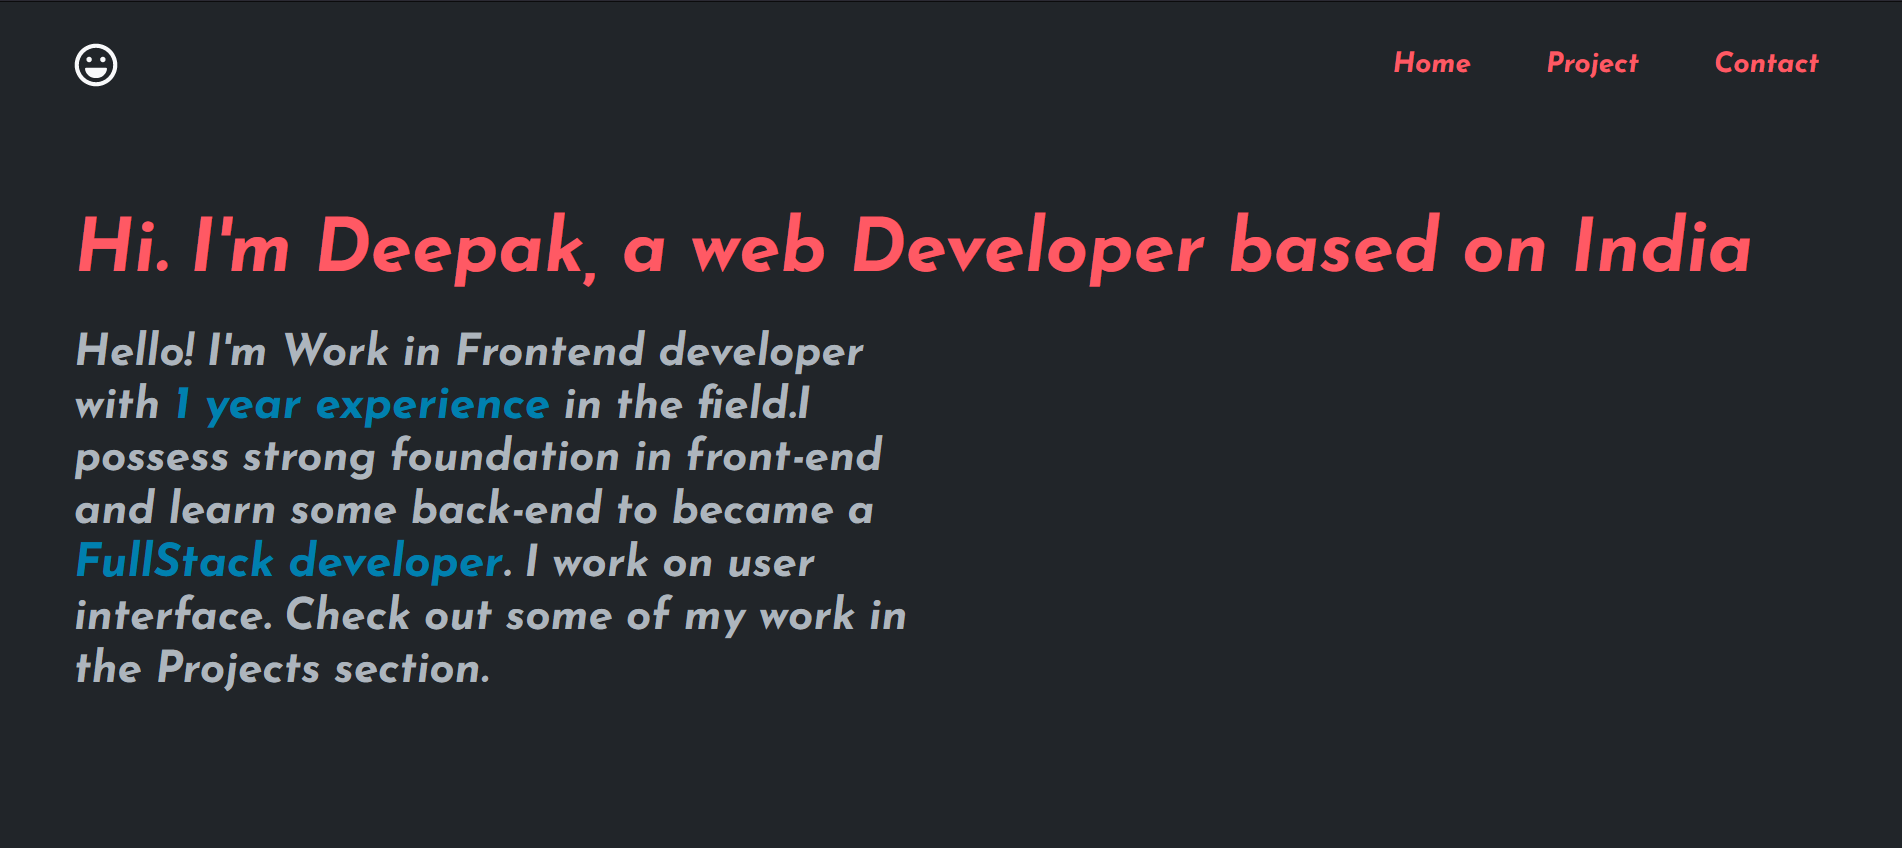 Home Project Contact
Hi. I'm Deepak, a web Developer based on India
Hello! I'm Work in Frontend developer
with 1 year experience in the field.I
possess strong foundation in front-end
and learn some back-end to became a
FullStack developer. I work on user
interface. Check out some of my work in
the Projects section.